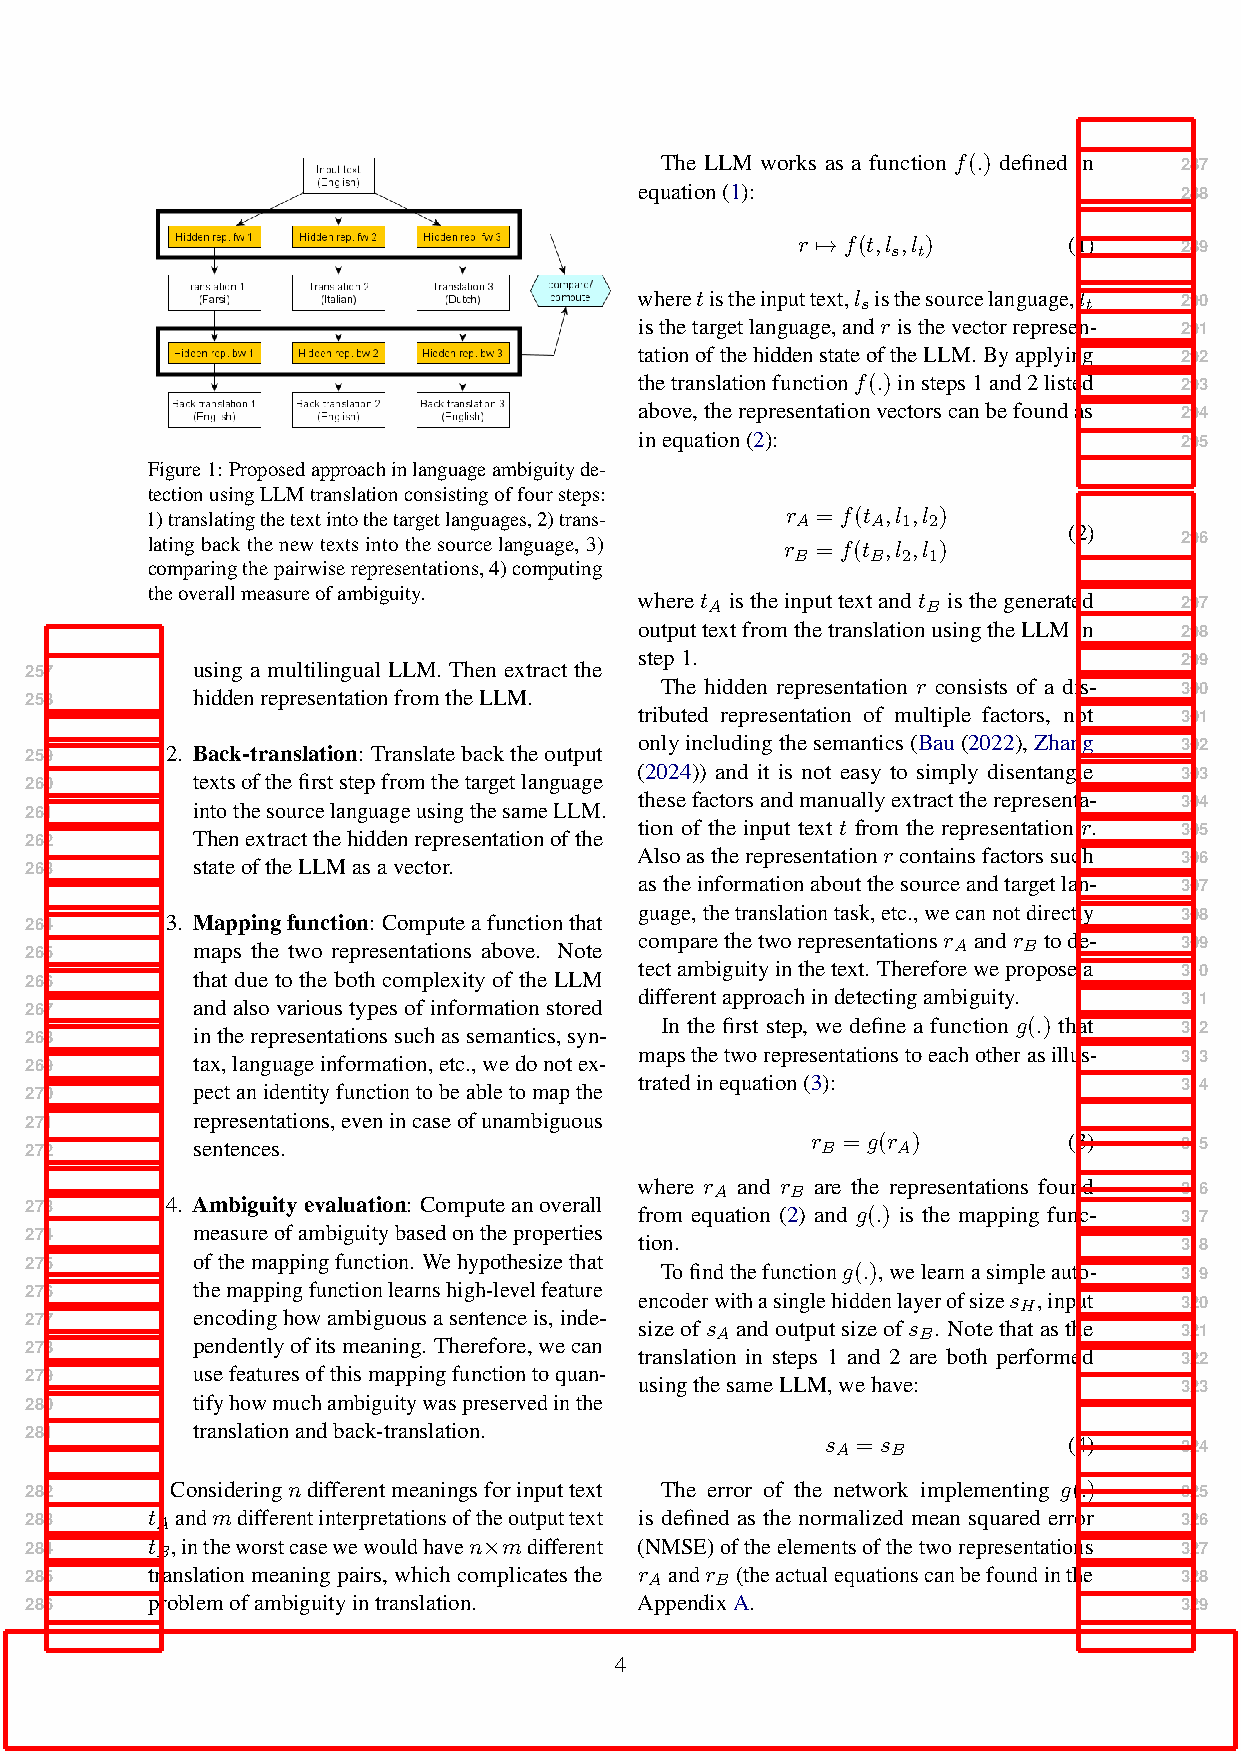 Input text
(English)
Hidden rep. fw 1
Hidden rep. fw 2
Hidden rep. fw 3
Translation 1
(Farsi)
Translation 2
(Italian)
Translation 3
(Dutch)
compare/
compute
Hidden rep. bw 1
Hidden rep. bw 2
Hidden rep. bw 3
Back translation 1
(English)
Back translation 2
(English)
Back translation 3
(English)
Figure 1: Proposed approach in language ambiguity de-
tection using LLM translation consisting of four steps:
1) translating the text into the target languages, 2) trans-
lating back the new texts into the source language, 3)
comparing the pairwise representations, 4) computing
the overall measure of ambiguity.
257 using a multilingual LLM. Then extract the
258 hidden representation from the LLM.
259 2. Back-translation: Translate back the output
260 texts of the first step from the target language
261 into the source language using the same LLM.
262 Then extract the hidden representation of the
263 state of the LLM as a vector.
264 3. Mapping function: Compute a function that
265 maps the two representations above. Note
266 that due to the both complexity of the LLM
267 and also various types of information stored
268 in the representations such as semantics, syn-
269 tax, language information, etc., we do not ex-
270 pect an identity function to be able to map the
271 representations, even in case of unambiguous
272 sentences.
273 4. Ambiguity evaluation: Compute an overall
274 measure of ambiguity based on the properties
275 of the mapping function. We hypothesize that
276 the mapping function learns high-level feature
277 encoding how ambiguous a sentence is, inde-
278 pendently of its meaning. Therefore, we can
279 use features of this mapping function to quan-
280 tify how much ambiguity was preserved in the
281 translation and back-translation.
282 Considering n different meanings for input text
283 t_A and m different interpretations of the output text
284 t_B, in the worst case we would have n×m different
285 translation meaning pairs, which complicates the
286 problem of ambiguity in translation.
The LLM works as a function f(.) defined in 287
equation (1): 288
r ↦ f(t, l_s, l_t) (1) 289
where t is the input text, l_s is the source language, l_t 290
is the target language, and r is the vector represen- 291
tation of the hidden state of the LLM. By applying 292
the translation function f(.) in steps 1 and 2 listed 293
above, the representation vectors can be found as 294
in equation (2): 295
r_A = f(t_A, l_1, l_2)
r_B = f(t_B, l_2, l_1) (2) 296
where t_A is the input text and t_B is the generated 297
output text from the translation using the LLM in 298
step 1. 299
The hidden representation r consists of a dis- 300
tributed representation of multiple factors, not 301
only including the semantics (Bau (2022), Zhang 302
(2024)) and it is not easy to simply disentangle 303
these factors and manually extract the representa- 304
tion of the input text t from the representation r. 305
Also as the representation r contains factors such 306
as the information about the source and target lan- 307
guage, the translation task, etc., we can not directly 308
compare the two representations r_A and r_B to de- 309
tect ambiguity in the text. Therefore we propose a 310
different approach in detecting ambiguity. 311
In the first step, we define a function g(.) that 312
maps the two representations to each other as illus- 313
trated in equation (3): 314
r_B = g(r_A) (3) 315
where r_A and r_B are the representations found 316
from equation (2) and g(.) is the mapping func- 317
tion. 318
To find the function g(.), we learn a simple auto- 319
encoder with a single hidden layer of size s_H, input 320
size of s_A and output size of s_B. Note that as the 321
translation in steps 1 and 2 are both performed 322
using the same LLM, we have: 323
s_A = s_B (4) 324
The error of the network implementing g(.) 325
is defined as the normalized mean squared error 326
(NMSE) of the elements of the two representations 327
r_A and r_B (the actual equations can be found in the 328
Appendix A. 329
4